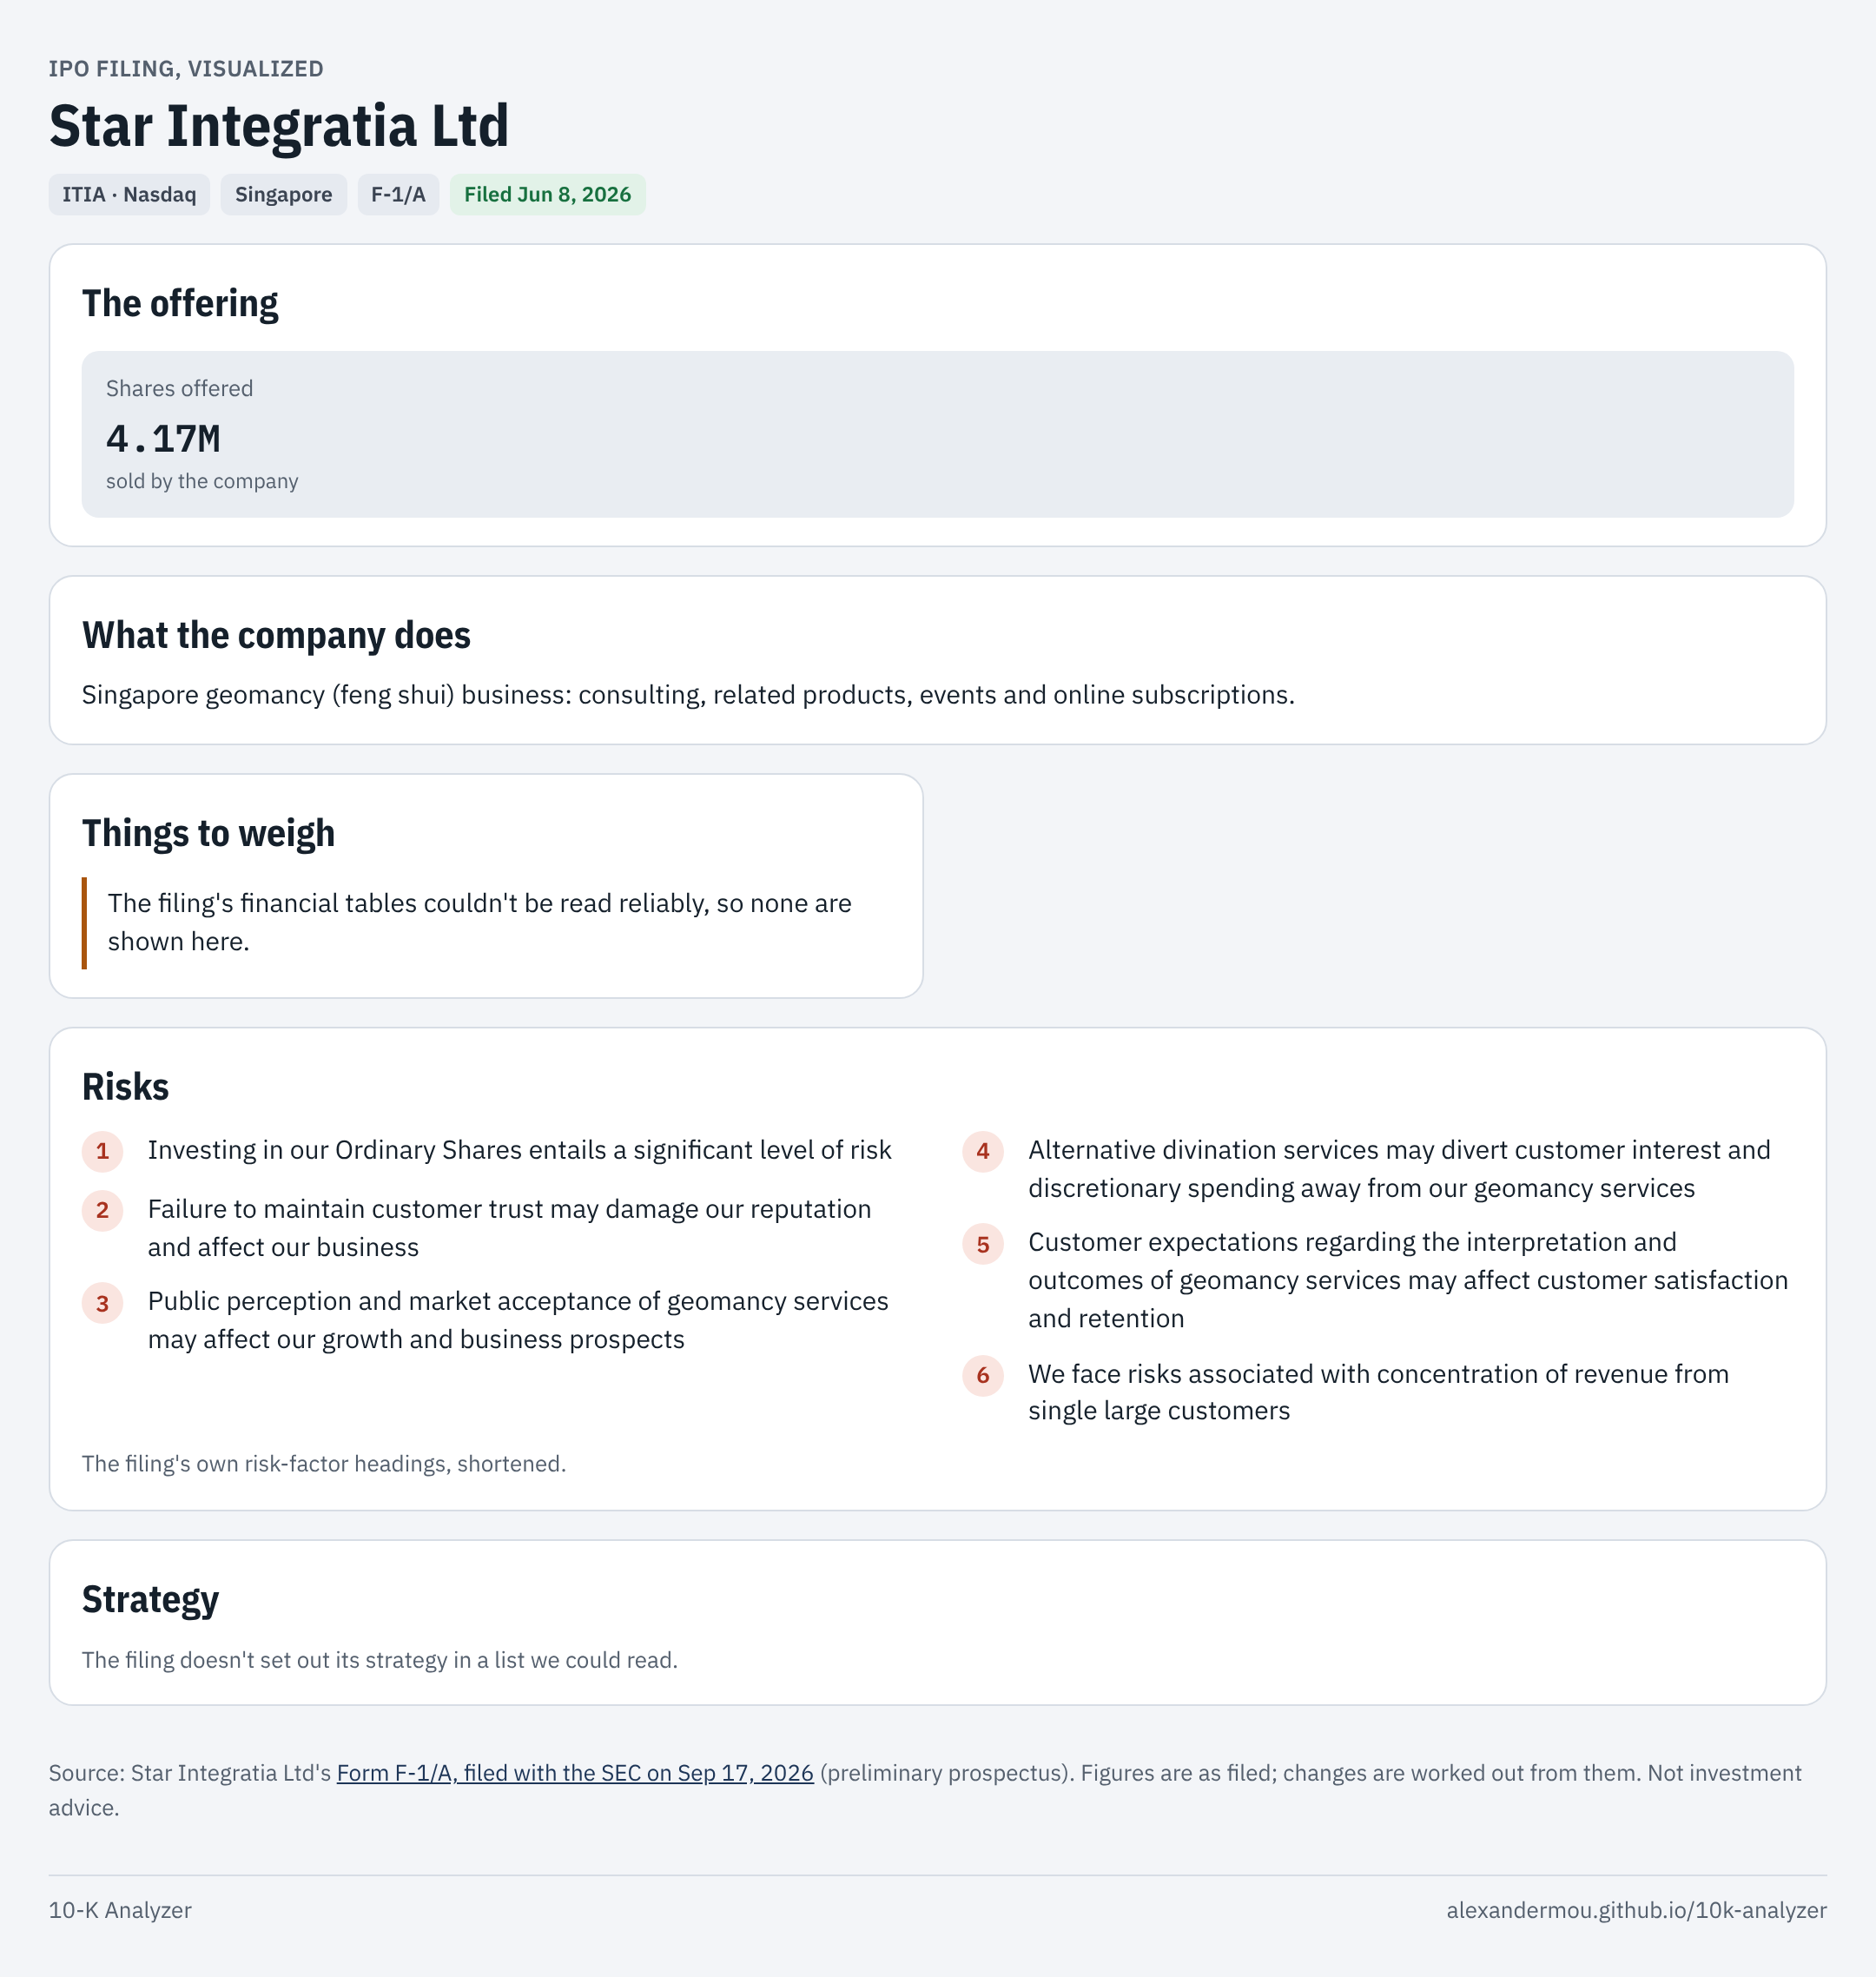 IPO FILING, VISUALIZED
Star Integratia Ltd
ITIA · Nasdaq
Singapore
F-1/A
Filed Jun 8, 2026
The offering
Shares offered
4.17M
sold by the company
What the company does
Singapore geomancy (feng shui) business: consulting, related products, events and online subscriptions.
Things to weigh
The filing's financial tables couldn't be read reliably, so none are
shown here.
Risks
1 Investing in our Ordinary Shares entails a significant level of risk
2 Failure to maintain customer trust may damage our reputation
and affect our business
3 Public perception and market acceptance of geomancy services
may affect our growth and business prospects
4 Alternative divination services may divert customer interest and
discretionary spending away from our geomancy services
5 Customer expectations regarding the interpretation and
outcomes of geomancy services may affect customer satisfaction
and retention
6 We face risks associated with concentration of revenue from
single large customers
The filing's own risk-factor headings, shortened.
Strategy
The filing doesn't set out its strategy in a list we could read.
Source: Star Integratia Ltd's Form F-1/A, filed with the SEC on Sep 17, 2026 (preliminary prospectus). Figures are as filed; changes are worked out from them. Not investment
advice.
10-K Analyzer
alexandermou.github.io/10k-analyzer